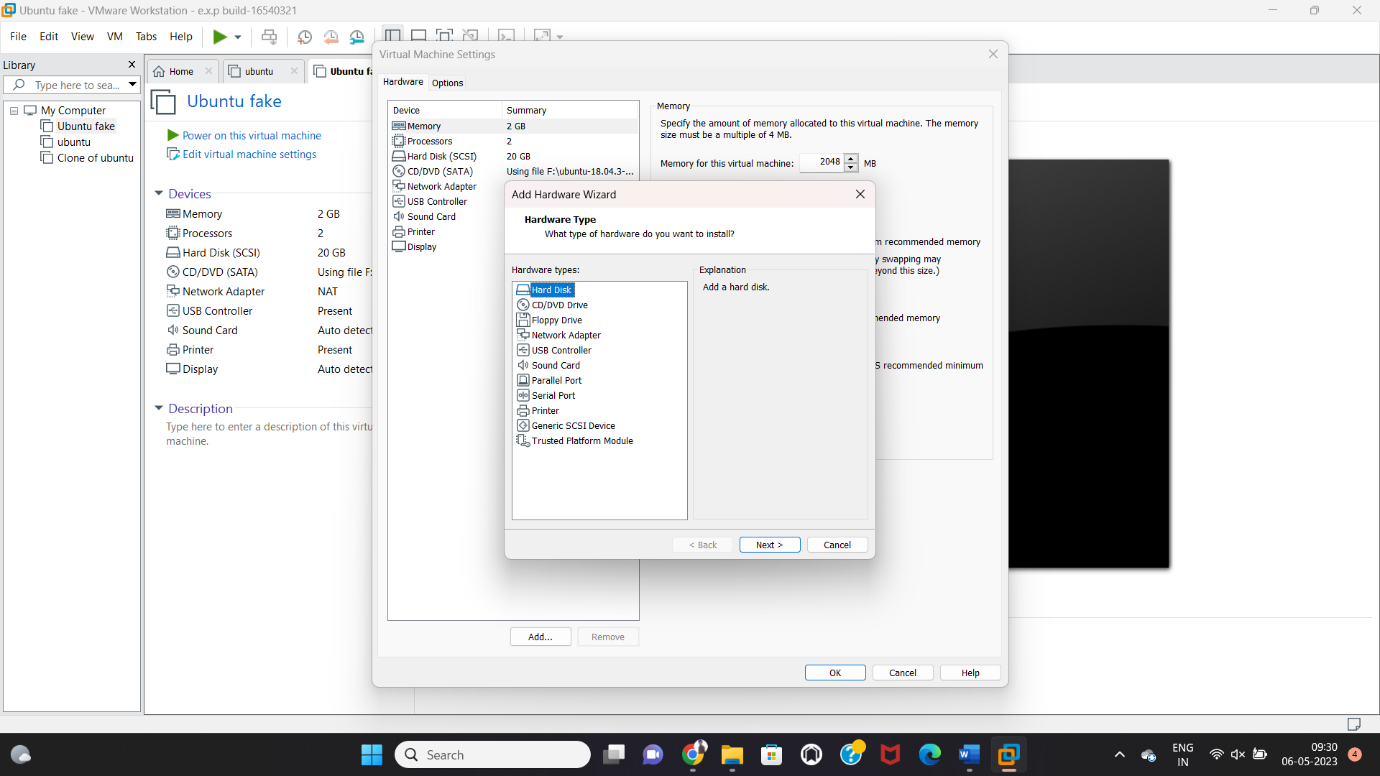 Ubuntu fake - VMware Workstation - e.x.p build-16540321
File Edit View VM Tabs Help
Library
Type here to sea...
My Computer
Ubuntu fake
ubuntu
Clone of ubuntu
Home
ubuntu
Ubuntu fa
Ubuntu fake
Power on this virtual machine
Edit virtual machine settings
Devices
Memory 2 GB
Processors 2
Hard Disk (SCSI) 20 GB
CD/DVD (SATA) Using file F:
Network Adapter NAT
USB Controller Present
Sound Card Auto detect
Printer Present
Display Auto detect
Description
Type here to enter a description of this virtu
machine.
Virtual Machine Settings
Hardware Options
Device Summary
Memory 2 GB
Processors 2
Hard Disk (SCSI) 20 GB
CD/DVD (SATA) Using file F:\ubuntu-18.04.3-...
Network Adapter
USB Controller
Sound Card
Printer
Display
Memory
Specify the amount of memory allocated to this virtual machine. The memory
size must be a multiple of 4 MB.
Memory for this virtual machine: 2048 MB
m recommended memory
y swapping may
eyond this size.)
ended memory
S recommended minimum
Add Hardware Wizard
Hardware Type
What type of hardware do you want to install?
Hardware types:
Hard Disk
CD/DVD Drive
Floppy Drive
Network Adapter
USB Controller
Sound Card
Parallel Port
Serial Port
Printer
Generic SCSI Device
Trusted Platform Module
Explanation
Add a hard disk.
< Back Next > Cancel
Add... Remove
OK Cancel Help
Search
ENG
IN
09:30
06-05-2023
4